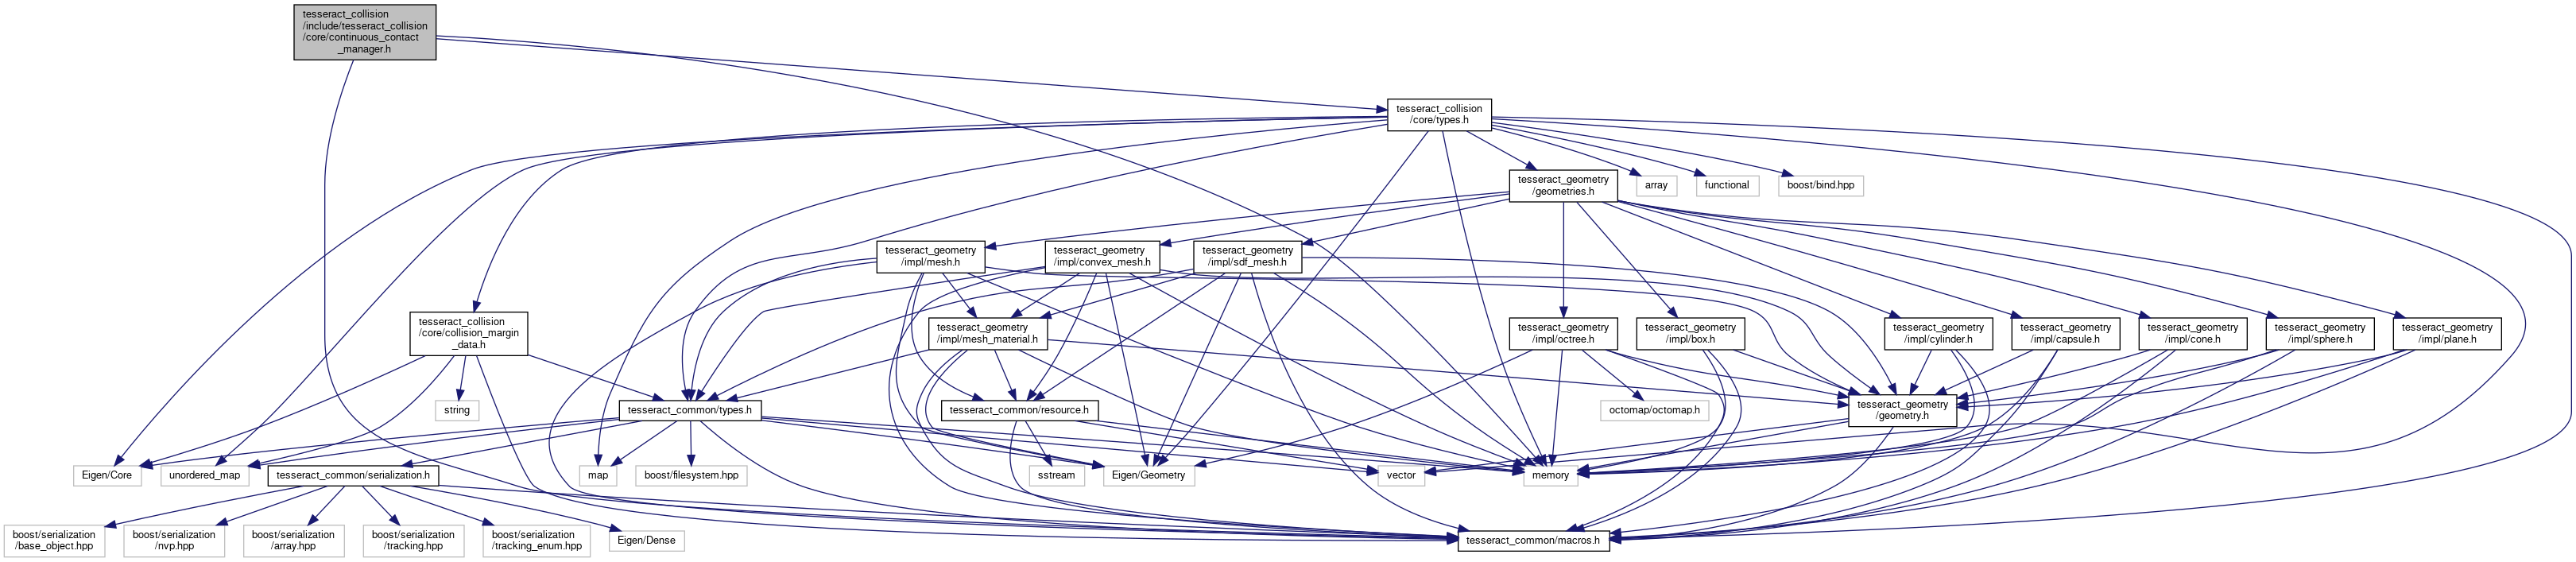 tesseract_collision
/include/tesseract_collision
/core/continuous_contact
_manager.h
tesseract_collision
/core/types.h
tesseract_geometry
/geometries.h
array
functional
boost/bind.hpp
tesseract_geometry
/impl/mesh.h
tesseract_geometry
/impl/convex_mesh.h
tesseract_geometry
/impl/sdf_mesh.h
tesseract_collision
/core/collision_margin
_data.h
tesseract_geometry
/impl/mesh_material.h
tesseract_geometry
/impl/octree.h
tesseract_geometry
/impl/box.h
tesseract_geometry
/impl/cylinder.h
tesseract_geometry
/impl/capsule.h
tesseract_geometry
/impl/cone.h
tesseract_geometry
/impl/sphere.h
tesseract_geometry
/impl/plane.h
string
tesseract_common/types.h
tesseract_common/resource.h
octomap/octomap.h
tesseract_geometry
/geometry.h
Eigen/Core
unordered_map
tesseract_common/serialization.h
map
boost/filesystem.hpp
sstream
Eigen/Geometry
vector
memory
boost/serialization
/base_object.hpp
boost/serialization
/nvp.hpp
boost/serialization
/array.hpp
boost/serialization
/tracking.hpp
boost/serialization
/tracking_enum.hpp
Eigen/Dense
tesseract_common/macros.h